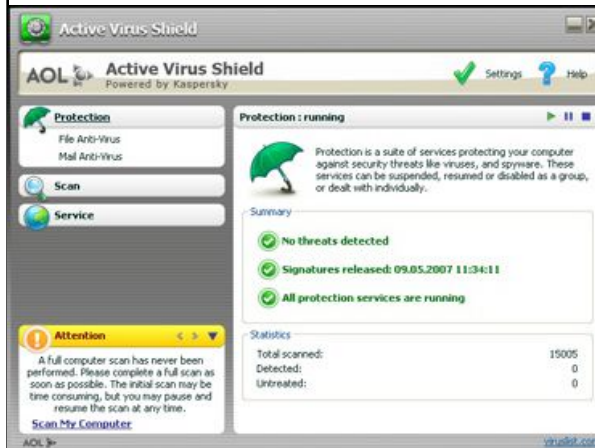 Active Virus Shield
AOL Active Virus Shield
Powered by Kaspersky
Settings
Help
Protection
File Anti-Virus
Mail Anti-Virus
Scan
Service
Protection : running
Protection is a suite of services protecting your computer
against security threats like viruses, and spyware. These
services can be suspended, resumed or disabled as a group,
or dealt with individually.
Summary
No threats detected
Signatures released: 09.05.2007 11:34:11
All protection services are running
Attention
A full computer scan has never been
performed. Please complete a full scan as
soon as possible. The initial scan may be
time consuming, but you may pause and
resume the scan at any time.
Scan My Computer
Statistics
Total scanned: 15005
Detected: 0
Untreated: 0
AOL
viruslist.com